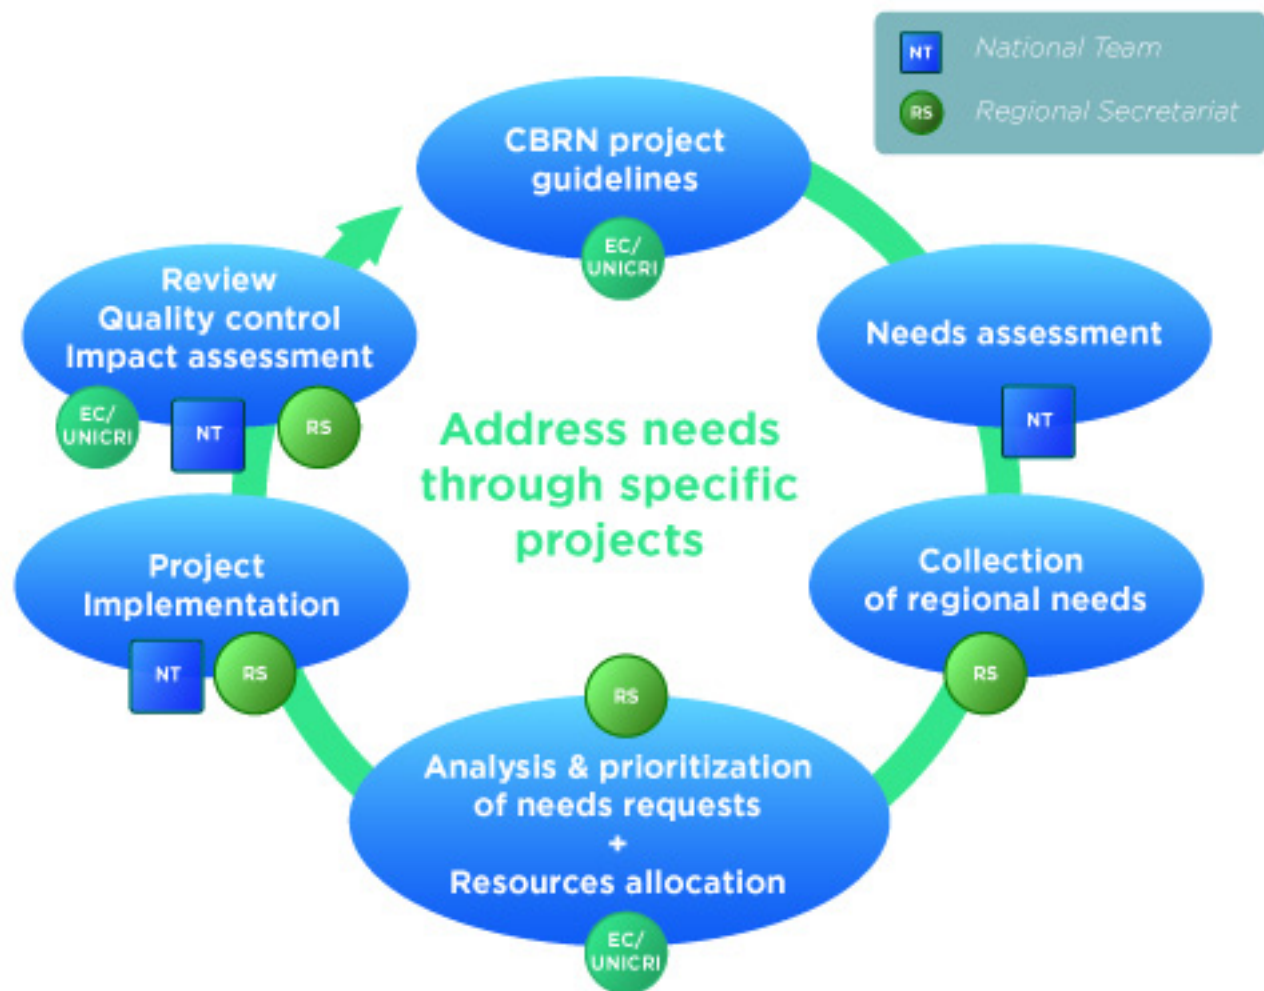 NT
National Team
RS
Regional Secretariat
CBRN project
guidelines
EC/
UNICRI
Needs assessment
NT
Collection
of regional needs
RS
RS
Analysis & prioritization
of needs requests
+
Resources allocation
EC/
UNICRI
Project
Implementation
NT
RS
Review
Quality control
Impact assessment
EC/
UNICRI
NT
RS
Address needs
through specific
projects